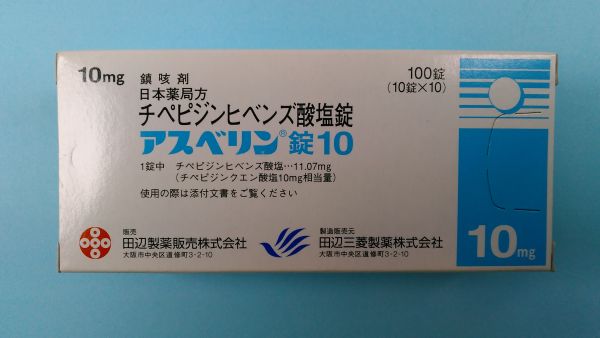 10mg 鎮咳剤 100錠
日本薬局方 (10錠×10)
チペピジンヒベンズ酸塩錠
アスベリン®錠10
1錠中 チペピジンヒベンズ酸塩…11.07mg
(チペピジンクエン酸塩10mg相当量)
使用の際は添付文書をご覧ください
販売 製造販売元
田辺製薬販売株式会社 田辺三菱製薬株式会社
大阪市中央区道修町3-2-10 大阪市中央区道修町3-2-10
10mg